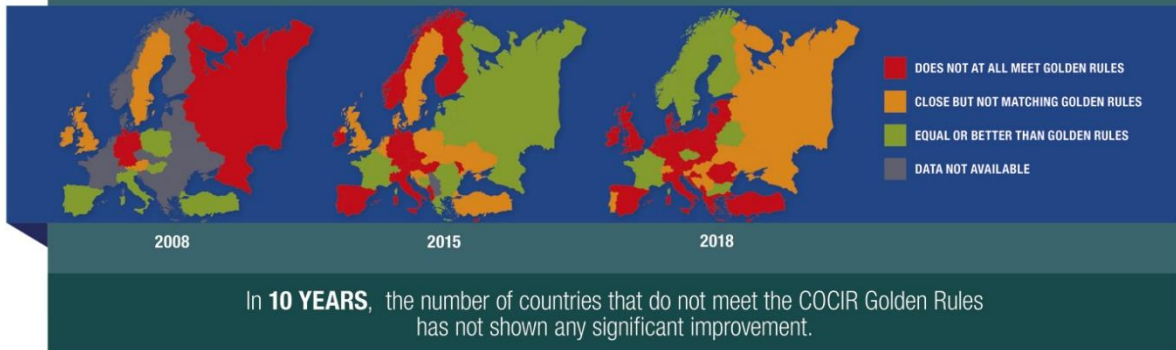 DOES NOT AT ALL MEET GOLDEN RULES
CLOSE BUT NOT MATCHING GOLDEN RULES
EQUAL OR BETTER THAN GOLDEN RULES
DATA NOT AVAILABLE
2008
2015
2018
In 10 YEARS, the number of countries that do not meet the COCIR Golden Rules
has not shown any significant improvement.